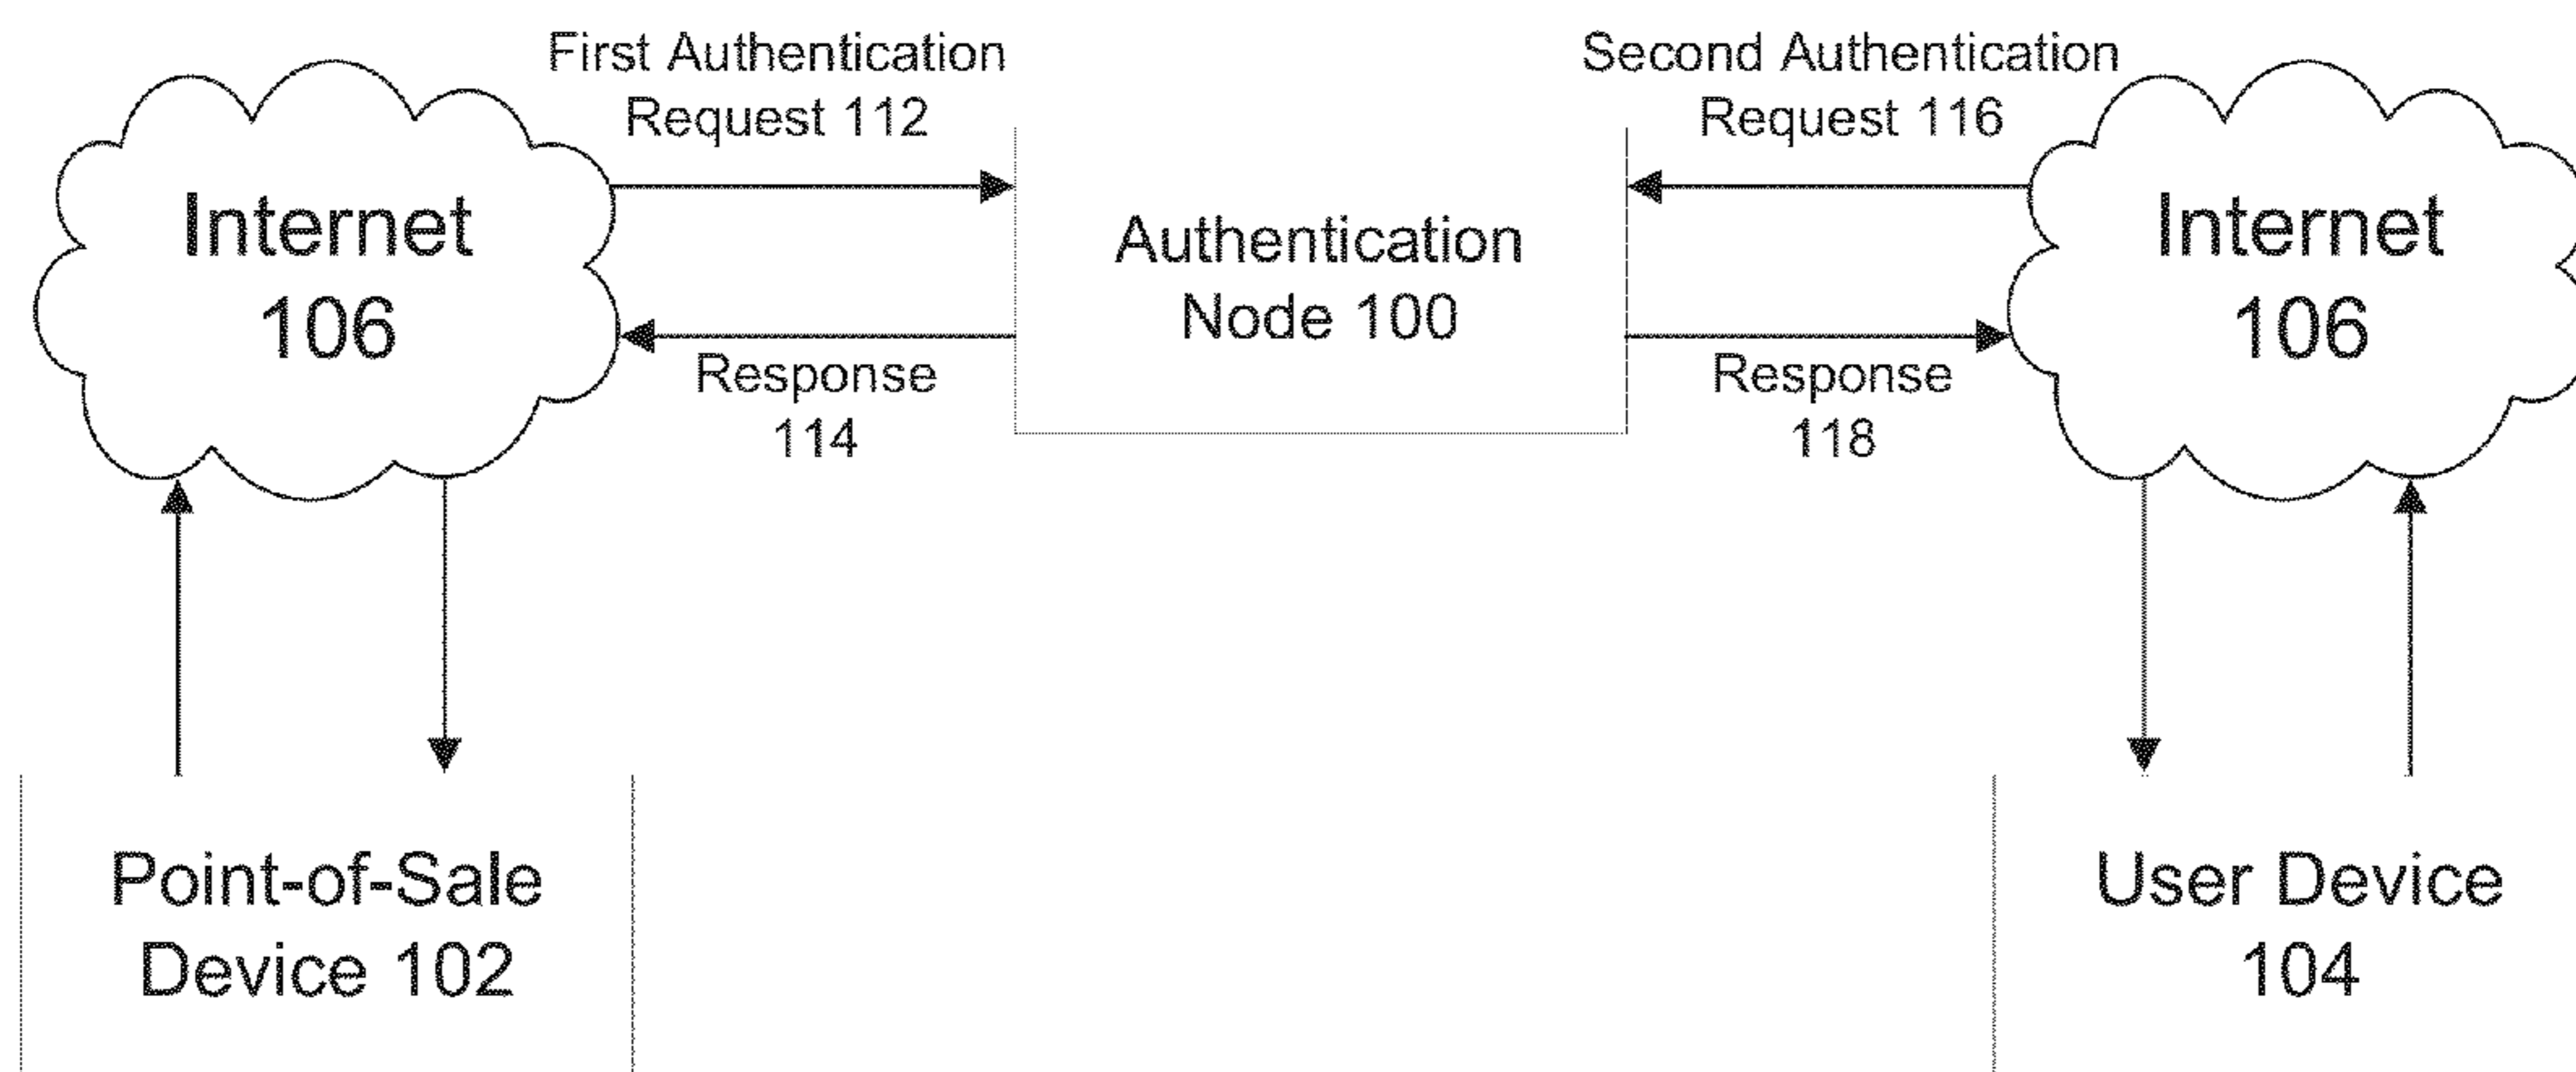 First Authentication
Request 112
Second Authentication
Request 116
Internet
106
Authentication
Node 100
Internet
106
Response
114
Response
118
Point-of-Sale
Device 102
User Device
104